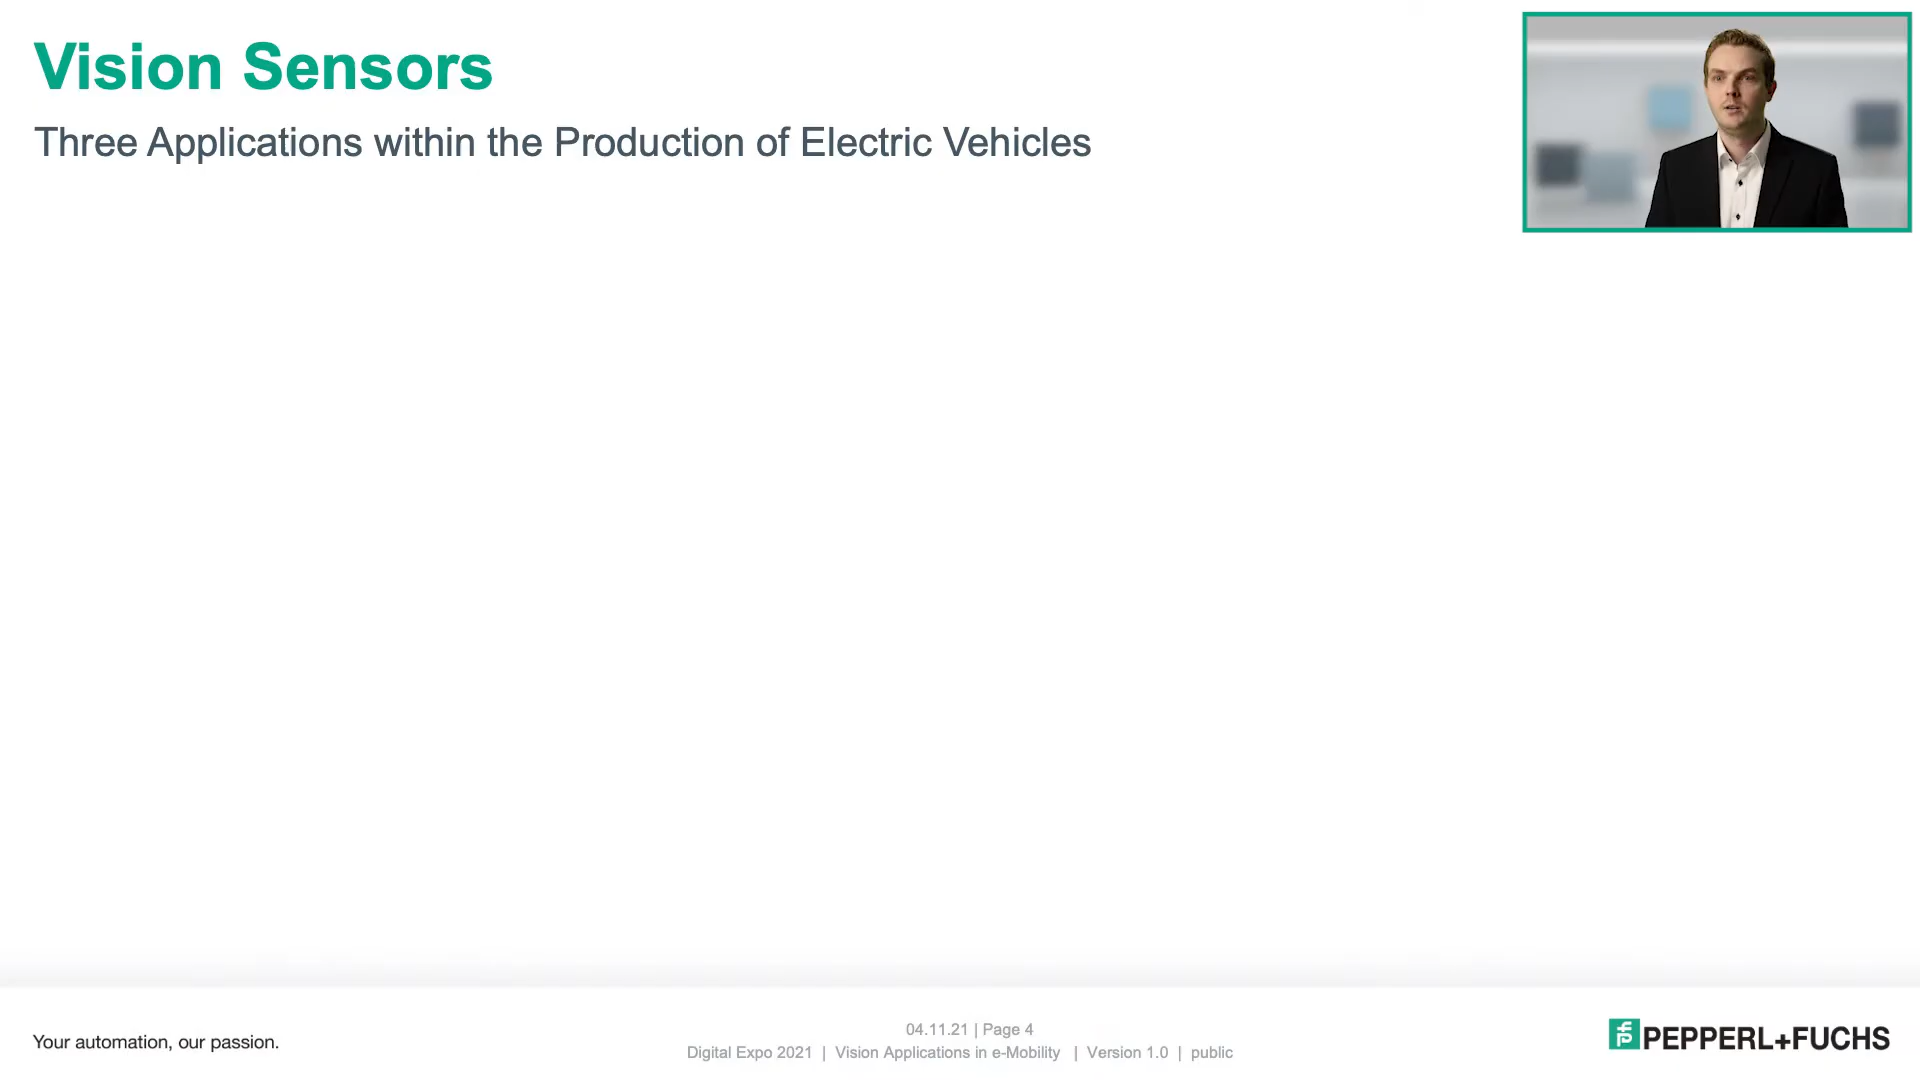 Vision Sensors
Three Applications within the Production of Electric Vehicles
Your automation, our passion.
04.11.21 | Page 4
Digital Expo 2021 | Vision Applications in e-Mobility | Version 1.0 | public
PEPPERL+FUCHS